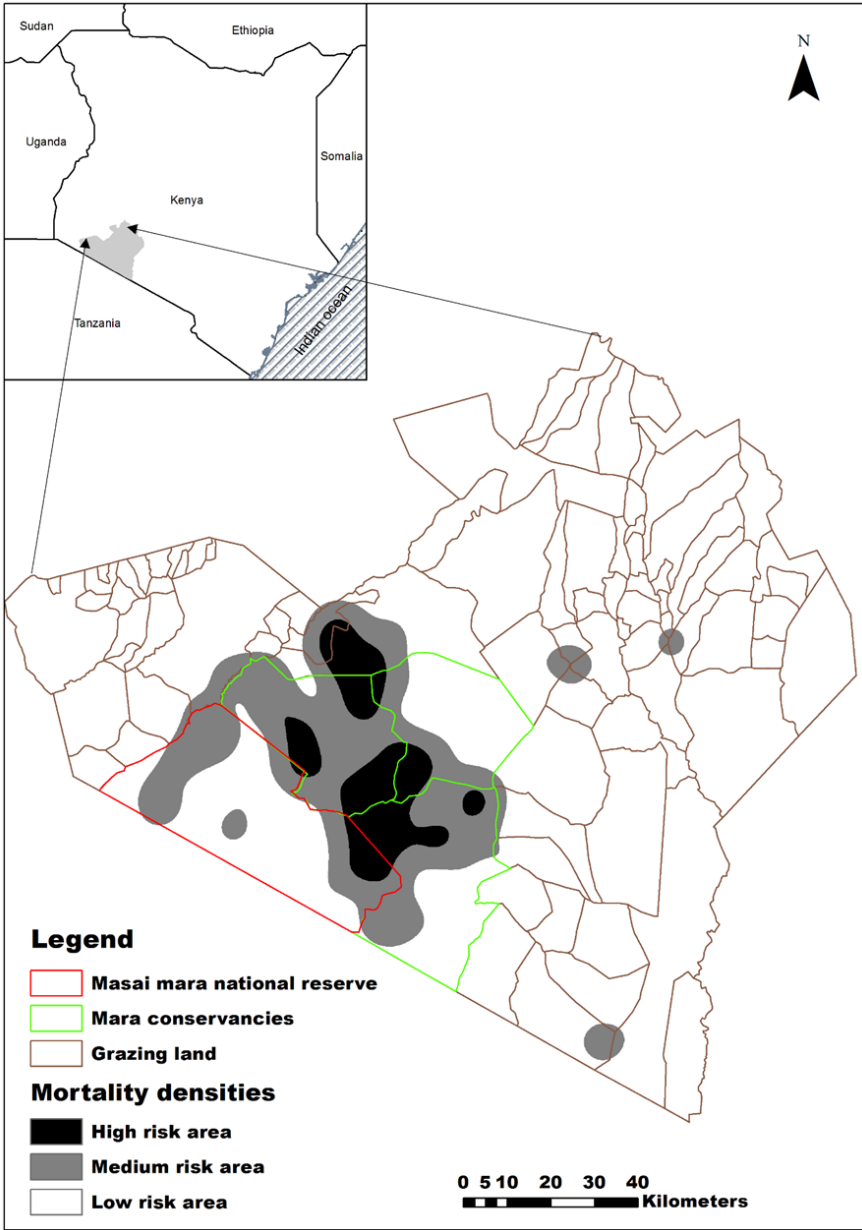 Sudan
Ethiopia
Uganda
Somalia
Kenya
Tanzania
Indian ocean
N
Legend
Masai mara national reserve
Mara conservancies
Grazing land
Mortality densities
High risk area
Medium risk area
Low risk area
0 5 10 20 30 40
Kilometers